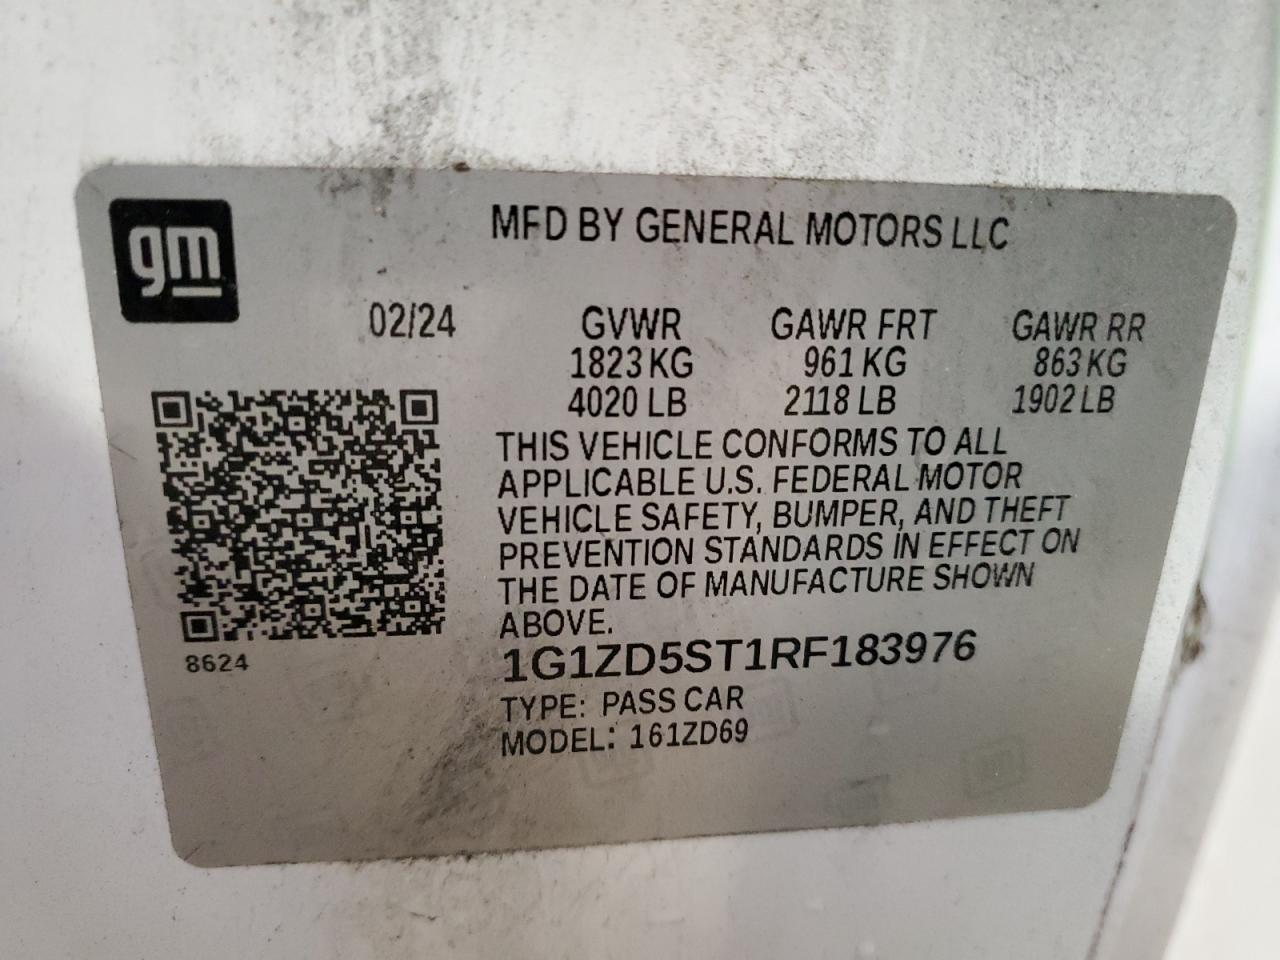 gm
MFD BY GENERAL MOTORS LLC
02/24 GVWR GAWR FRT GAWR RR
1823 KG 961 KG 863 KG
4020 LB 2118 LB 1902 LB
THIS VEHICLE CONFORMS TO ALL
APPLICABLE U.S. FEDERAL MOTOR
VEHICLE SAFETY, BUMPER, AND THEFT
PREVENTION STANDARDS IN EFFECT ON
THE DATE OF MANUFACTURE SHOWN
ABOVE.
8624
1G1ZD5ST1RF183976
TYPE: PASS CAR
MODEL: 161ZD69